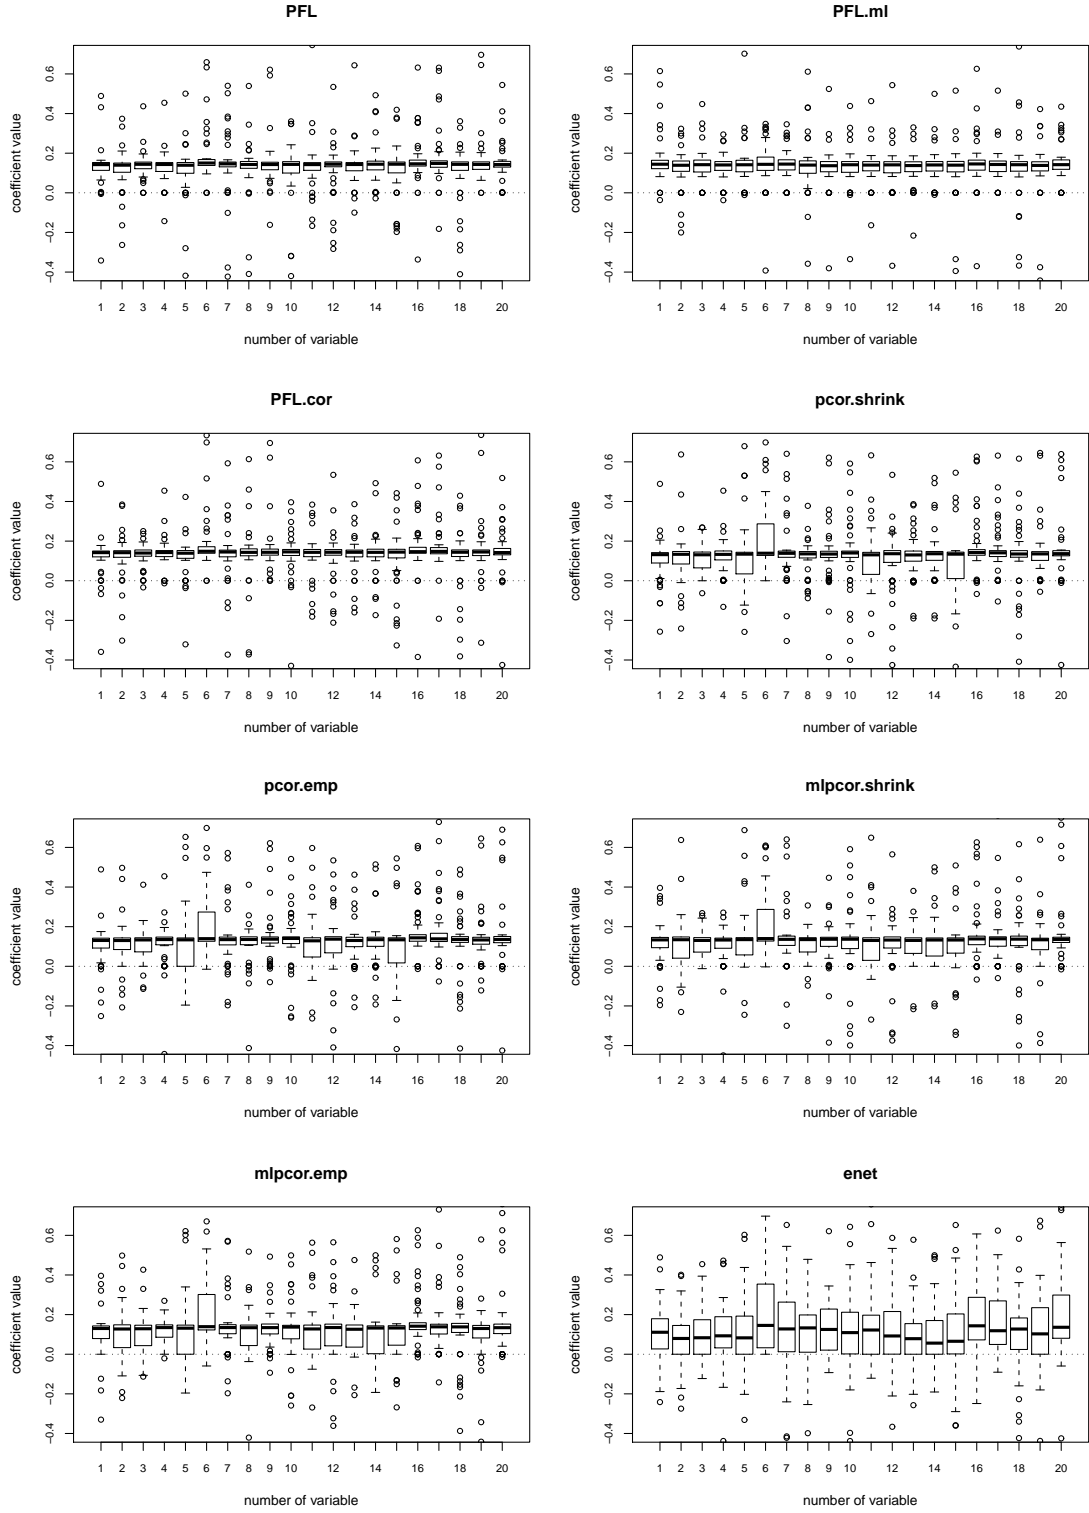 PFL
coefficient value
−0.4 −0.2 0.0 0.2 0.4 0.6
1 2 3 4 5 6 7 8 9 10 12 14 16 18 20
number of variable
PFL.ml
coefficient value
−0.4 −0.2 0.0 0.2 0.4 0.6
1 2 3 4 5 6 7 8 9 10 12 14 16 18 20
number of variable
PFL.cor
coefficient value
−0.4 −0.2 0.0 0.2 0.4 0.6
1 2 3 4 5 6 7 8 9 10 12 14 16 18 20
number of variable
pcor.shrink
coefficient value
−0.4 −0.2 0.0 0.2 0.4 0.6
1 2 3 4 5 6 7 8 9 10 12 14 16 18 20
number of variable
pcor.emp
coefficient value
−0.4 −0.2 0.0 0.2 0.4 0.6
1 2 3 4 5 6 7 8 9 10 12 14 16 18 20
number of variable
mlpcor.shrink
coefficient value
−0.4 −0.2 0.0 0.2 0.4 0.6
1 2 3 4 5 6 7 8 9 10 12 14 16 18 20
number of variable
mlpcor.emp
coefficient value
−0.4 −0.2 0.0 0.2 0.4 0.6
1 2 3 4 5 6 7 8 9 10 12 14 16 18 20
number of variable
enet
coefficient value
−0.4 −0.2 0.0 0.2 0.4 0.6
1 2 3 4 5 6 7 8 9 10 12 14 16 18 20
number of variable